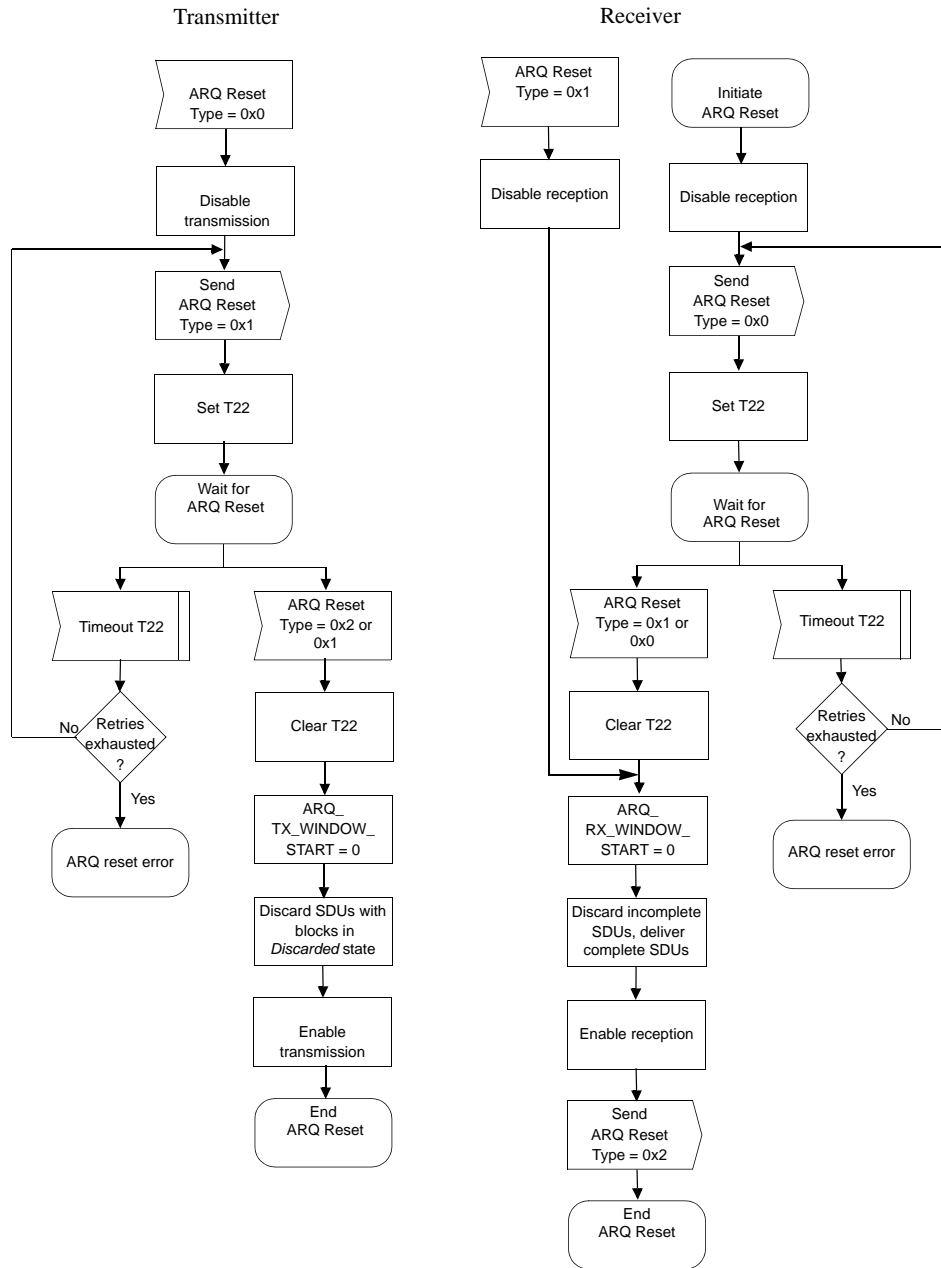 Transmitter
Receiver
ARQ Reset
Type = 0x0
Disable
transmission
Send
ARQ Reset
Type = 0x1
Set T22
Wait for
ARQ Reset
Timeout T22
ARQ Reset
Type = 0x2 or
0x1
No
Retries
exhausted
?
Yes
ARQ reset error
Clear T22
ARQ_
TX_WINDOW_
START = 0
Discard SDUs with
blocks in
Discarded state
Enable
transmission
End
ARQ Reset
ARQ Reset
Type = 0x1
Disable reception
Initiate
ARQ Reset
Disable reception
Send
ARQ Reset
Type = 0x0
Set T22
Wait for
ARQ Reset
ARQ Reset
Type = 0x1 or
0x0
Timeout T22
Clear T22
Retries
exhausted
?
No
Yes
ARQ reset error
ARQ_
RX_WINDOW_
START = 0
Discard incomplete
SDUs, deliver
complete SDUs
Enable reception
Send
ARQ Reset
Type = 0x2
End
ARQ Reset